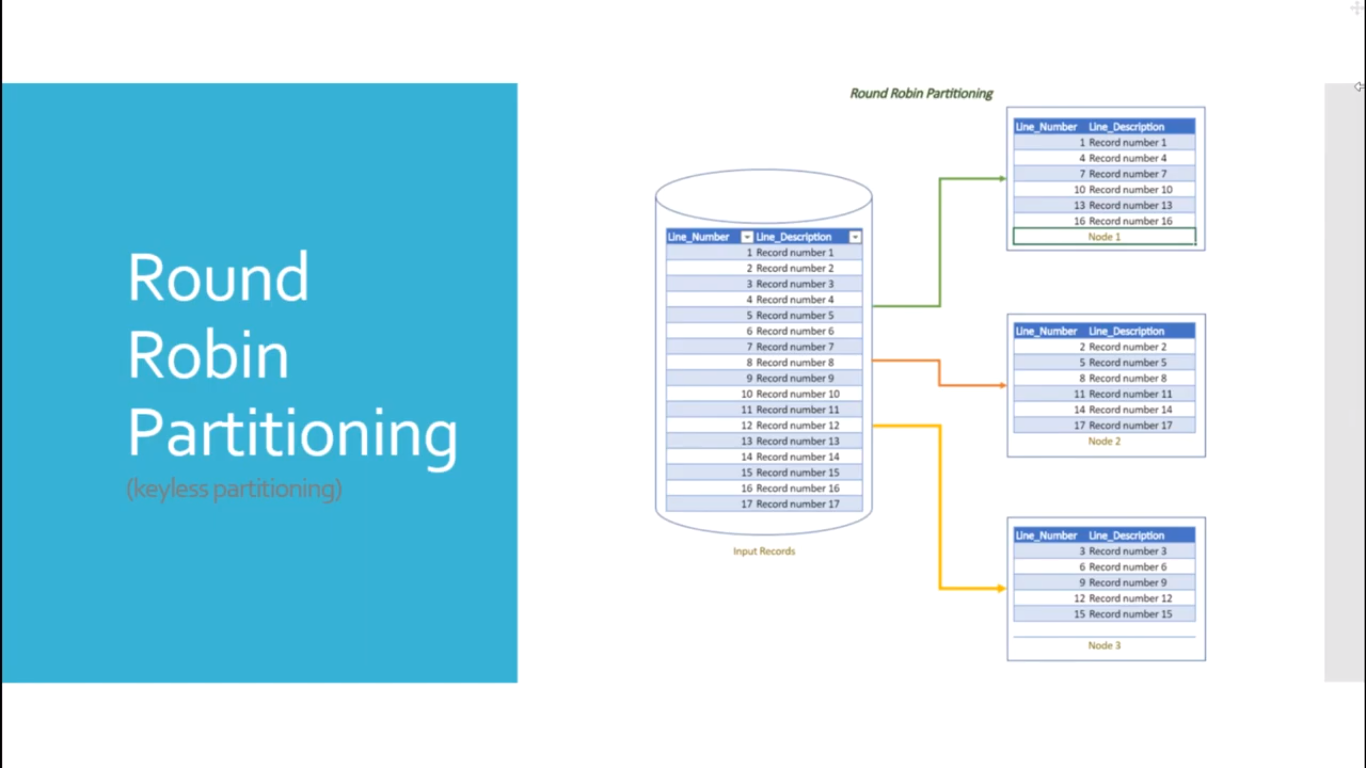 Round
Robin
Partitioning
(keyless partitioning)
Round Robin Partitioning
Line_Number Line_Description
1 Record number 1
2 Record number 2
3 Record number 3
4 Record number 4
5 Record number 5
6 Record number 6
7 Record number 7
8 Record number 8
9 Record number 9
10 Record number 10
11 Record number 11
12 Record number 12
13 Record number 13
14 Record number 14
15 Record number 15
16 Record number 16
17 Record number 17
Input Records
Line_Number Line_Description
1 Record number 1
4 Record number 4
7 Record number 7
10 Record number 10
13 Record number 13
16 Record number 16
Node 1
Line_Number Line_Description
2 Record number 2
5 Record number 5
8 Record number 8
11 Record number 11
14 Record number 14
17 Record number 17
Node 2
Line_Number Line_Description
3 Record number 3
6 Record number 6
9 Record number 9
12 Record number 12
15 Record number 15
Node 3